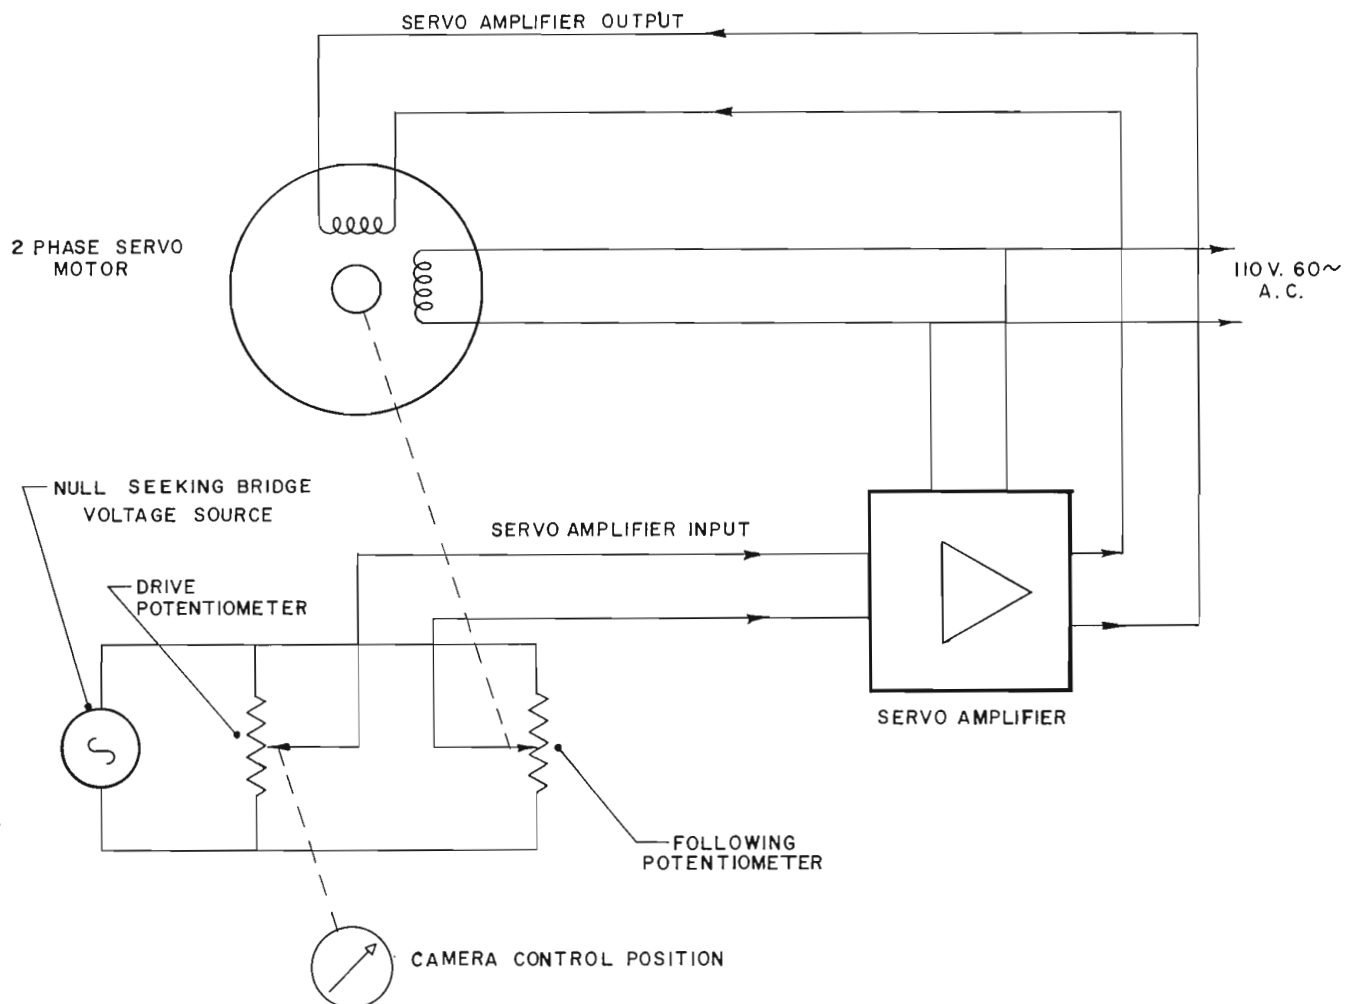 SERVO AMPLIFIER OUTPUT
2 PHASE SERVO
MOTOR
110 V. 60~
A.C.
NULL SEEKING BRIDGE
VOLTAGE SOURCE
SERVO AMPLIFIER INPUT
DRIVE
POTENTIOMETER
SERVO AMPLIFIER
FOLLOWING
POTENTIOMETER
CAMERA CONTROL POSITION